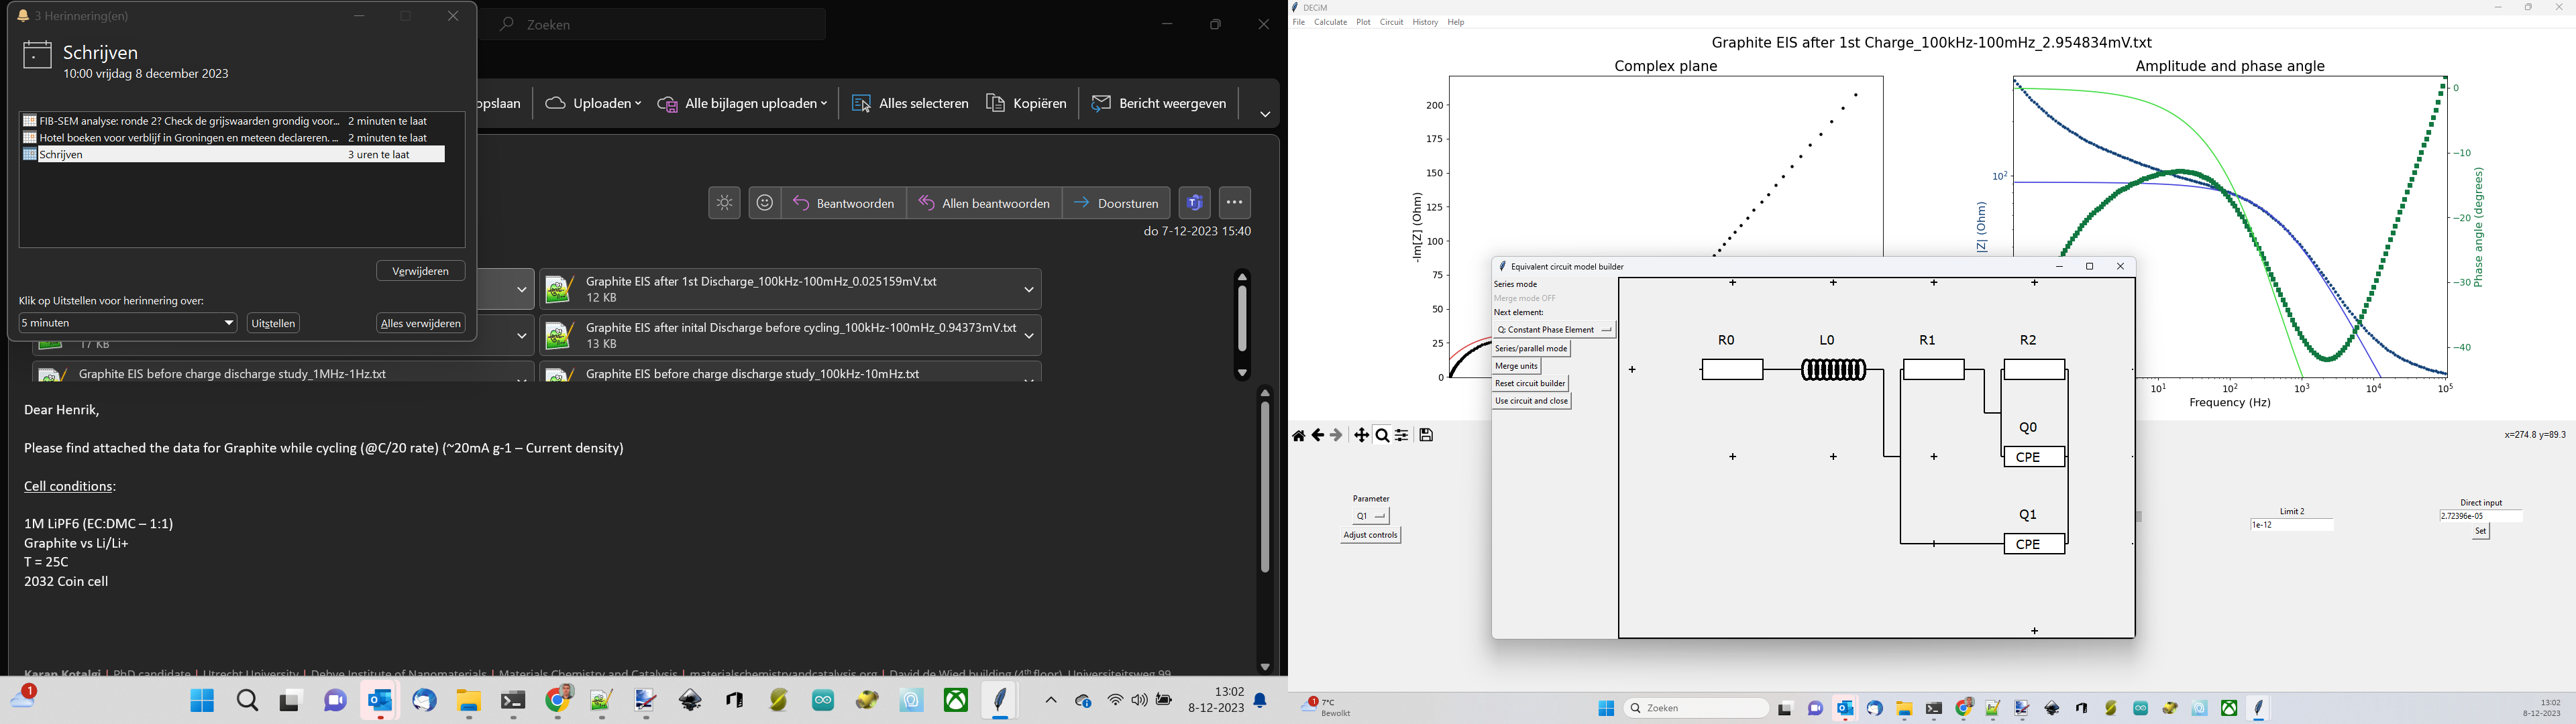 3 Herinnering(en)
Schrijven
10:00 vrijdag 8 december 2023
FIB-SEM analyse: ronde 2? Check de grijswaarden grondig voor... 2 minuten te laat
Hotel boeken voor verblijf in Groningen en meteen declareren. ... 2 minuten te laat
Schrijven 3 uren te laat
Verwijderen
Klik op Uitstellen voor herinnering over:
5 minuten
Uitstellen
Alles verwijderen
Zoeken
opslaan
Uploaden
Alle bijlagen uploaden
Alles selecteren
Kopiëren
Bericht weergeven
Beantwoorden
Allen beantwoorden
Doorsturen
do 7-12-2023 15:40
Graphite EIS after 1st Discharge_100kHz-100mHz_0.025159mV.txt
12 KB
17 KB
Graphite EIS after inital Discharge before cycling_100kHz-100mHz_0.94373mV.txt
13 KB
Graphite EIS before charge discharge study_1MHz-1Hz.txt
Graphite EIS before charge discharge study_100kHz-10mHz.txt
Dear Henrik,
Please find attached the data for Graphite while cycling (@C/20 rate) (~20mA g-1 – Current density)
Cell conditions:
1M LiPF6 (EC:DMC – 1:1)
Graphite vs Li/Li+
T = 25C
2032 Coin cell
Karan Kotalgi | PhD candidate | Utrecht University | Debye Institute of Nanomaterials | Materials Chemistry and Catalysis | materialschemistryandcatalysis.org | David de Wied building (4th floor), Universiteitsweg 99
1
13:02
8-12-2023
DECiM
File Calculate Plot Circuit History Help
Graphite EIS after 1st Charge_100kHz-100mHz_2.954834mV.txt
Complex plane
-Im[Z] (Ohm)
200
175
150
125
100
75
50
25
0
Amplitude and phase angle
|Z| (Ohm)
10²
Phase angle (degrees)
0
−10
−20
−30
−40
10¹ 10² 10³ 10⁴ 10⁵
Frequency (Hz)
x=274.8 y=89.3
Equivalent circuit model builder
Series mode
Merge mode OFF
Next element:
Q: Constant Phase Element
Series/parallel mode
Merge units
Reset circuit builder
Use circuit and close
R0
L0
R1
R2
Q0
CPE
Q1
CPE
Parameter
Q1
Adjust controls
Limit 2
1e-12
Direct input
2.72396e-05
Set
1
7°C
Bewolkt
Zoeken
13:02
8-12-2023